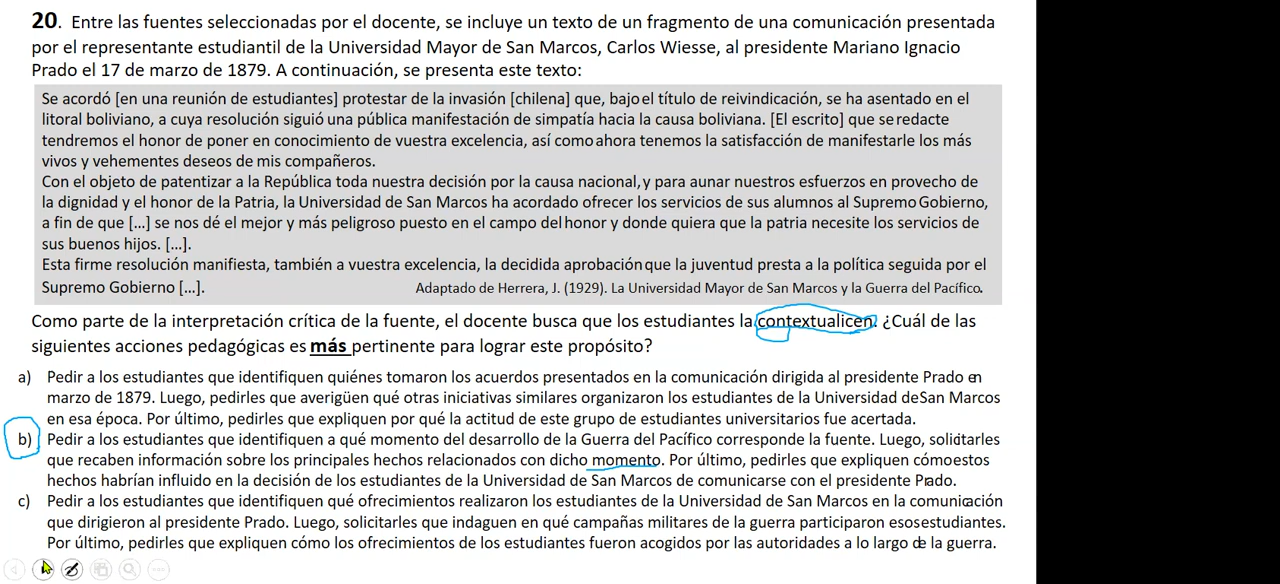 20. Entre las fuentes seleccionadas por el docente, se incluye un texto de un fragmento de una comunicación presentada
por el representante estudiantil de la Universidad Mayor de San Marcos, Carlos Wiesse, al presidente Mariano Ignacio
Prado el 17 de marzo de 1879. A continuación, se presenta este texto:
Se acordó [en una reunión de estudiantes] protestar de la invasión [chilena] que, bajo el título de reivindicación, se ha asentado en el
litoral boliviano, a cuya resolución siguió una pública manifestación de simpatía hacia la causa boliviana. [El escrito] que se redacte
tendremos el honor de poner en conocimiento de vuestra excelencia, así como ahora tenemos la satisfacción de manifestarle los más
vivos y vehementes deseos de mis compañeros.
Con el objeto de patentizar a la República toda nuestra decisión por la causa nacional, y para aunar nuestros esfuerzos en provecho de
la dignidad y el honor de la Patria, la Universidad de San Marcos ha acordado ofrecer los servicios de sus alumnos al Supremo Gobierno,
a fin de que [...] se nos dé el mejor y más peligroso puesto en el campo del honor y donde quiera que la patria necesite los servicios de
sus buenos hijos. [...].
Esta firme resolución manifiesta, también a vuestra excelencia, la decidida aprobación que la juventud presta a la política seguida por el
Supremo Gobierno [...]. Adaptado de Herrera, J. (1929). La Universidad Mayor de San Marcos y la Guerra del Pacífico.
Como parte de la interpretación crítica de la fuente, el docente busca que los estudiantes la contextualicen. ¿Cuál de las
siguientes acciones pedagógicas es más pertinente para lograr este propósito?
a) Pedir a los estudiantes que identifiquen quiénes tomaron los acuerdos presentados en la comunicación dirigida al presidente Prado en
marzo de 1879. Luego, pedirles que averigüen qué otras iniciativas similares organizaron los estudiantes de la Universidad de San Marcos
en esa época. Por último, pedirles que expliquen por qué la actitud de este grupo de estudiantes universitarios fue acertada.
b) Pedir a los estudiantes que identifiquen a qué momento del desarrollo de la Guerra del Pacífico corresponde la fuente. Luego, solicitarles
que recaben información sobre los principales hechos relacionados con dicho momento. Por último, pedirles que expliquen cómo estos
hechos habrían influido en la decisión de los estudiantes de la Universidad de San Marcos de comunicarse con el presidente Prado.
c) Pedir a los estudiantes que identifiquen qué ofrecimientos realizaron los estudiantes de la Universidad de San Marcos en la comunicación
que dirigieron al presidente Prado. Luego, solicitarles que indaguen en qué campañas militares de la guerra participaron esos estudiantes.
Por último, pedirles que expliquen cómo los ofrecimientos de los estudiantes fueron acogidos por las autoridades a lo largo de la guerra.